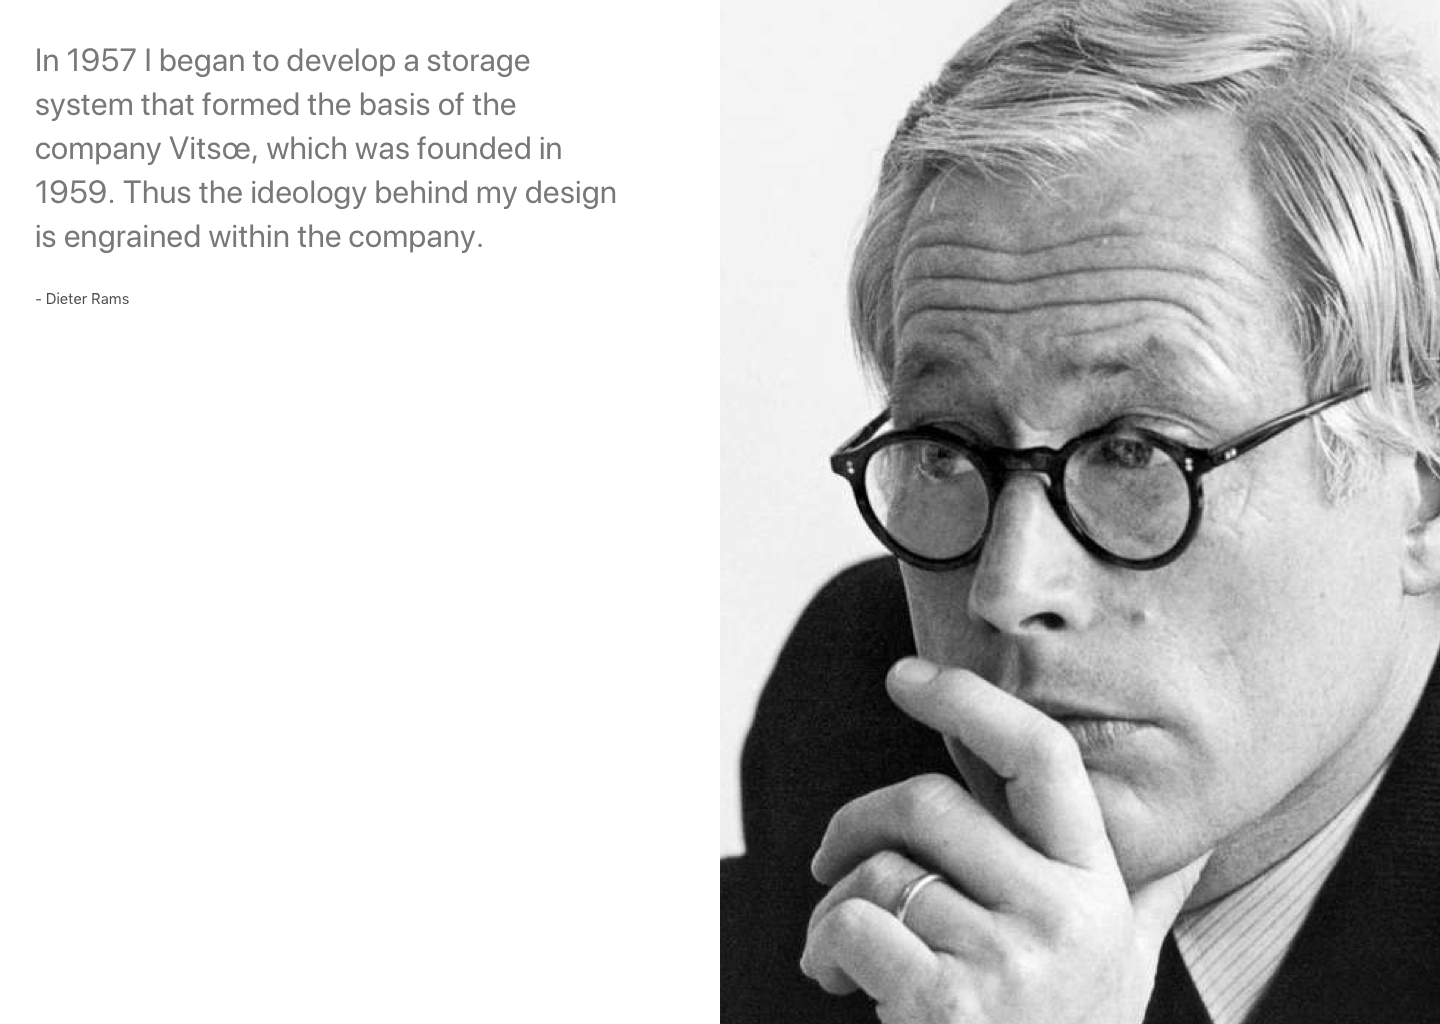 In 1957 I began to develop a storage
system that formed the basis of the
company Vitsœ, which was founded in
1959. Thus the ideology behind my design
is engrained within the company.
- Dieter Rams